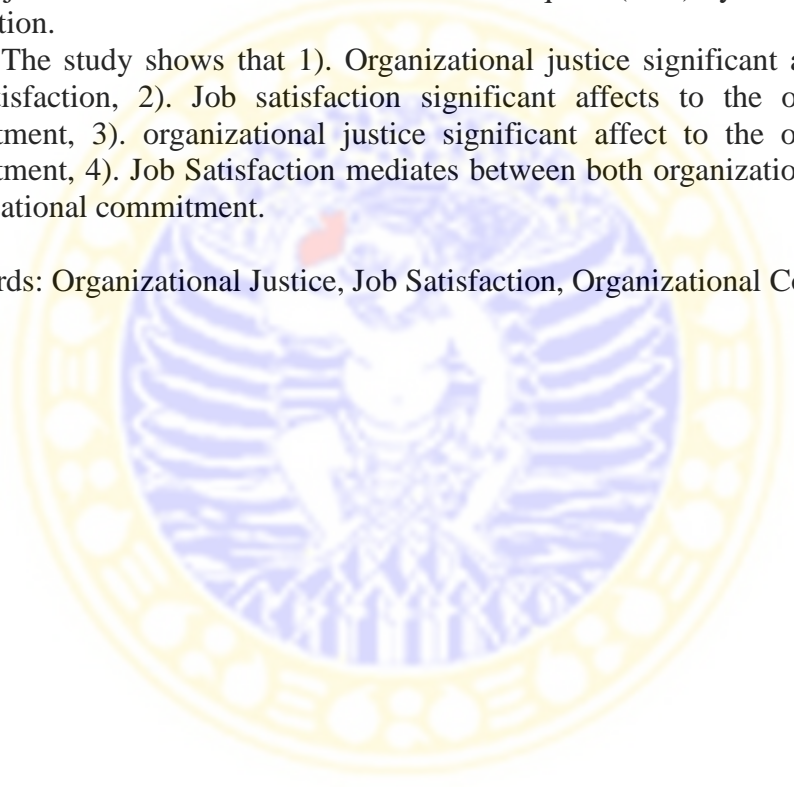 tion.
The study shows that 1). Organizational justice significant a
isfaction, 2). Job satisfaction significant affects to the o
tment, 3). organizational justice significant affect to the o
tment, 4). Job Satisfaction mediates between both organizatio
ational commitment.
rds: Organizational Justice, Job Satisfaction, Organizational Co